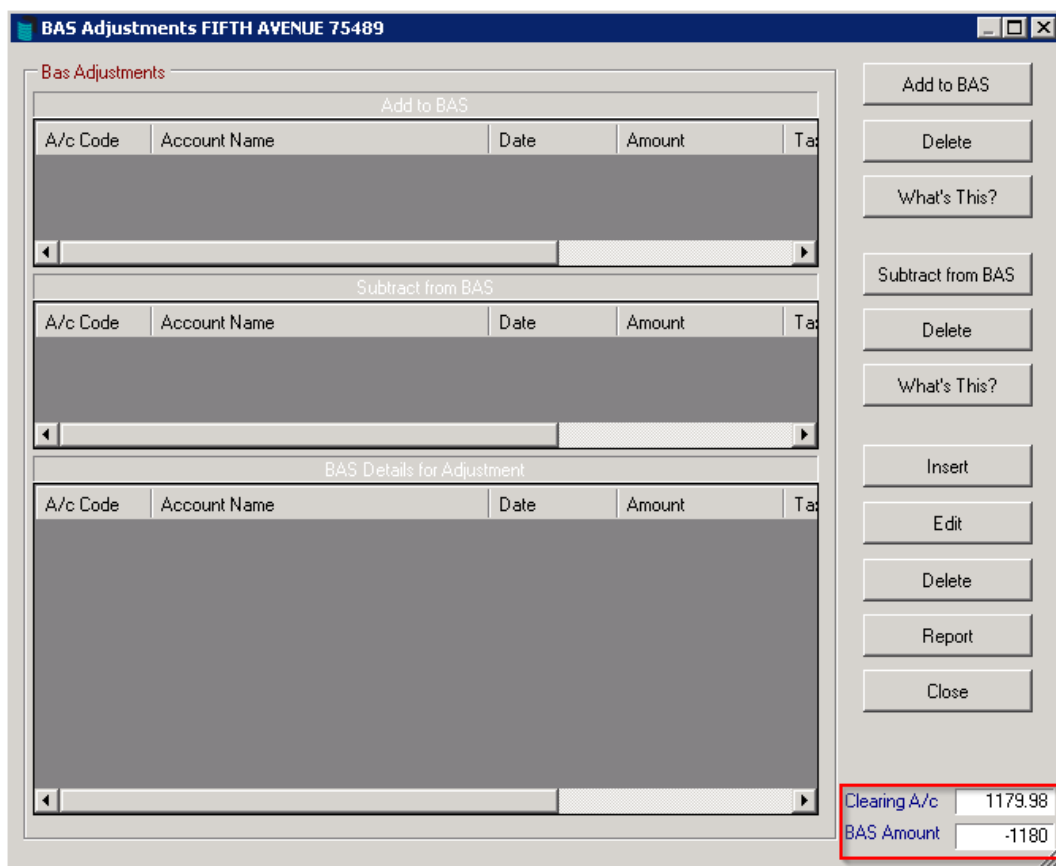 BAS Adjustments FIFTH AVENUE 75489
Bas Adjustments
Add to BAS
A/c Code Account Name Date Amount
Subtract from BAS
A/c Code Account Name Date Amount
BAS Details for Adjustment
A/c Code Account Name Date Amount
Add to BAS
Delete
What's This?
Subtract from BAS
Delete
What's This?
Insert
Edit
Delete
Report
Close
Clearing A/c 1179.98
BAS Amount -1180